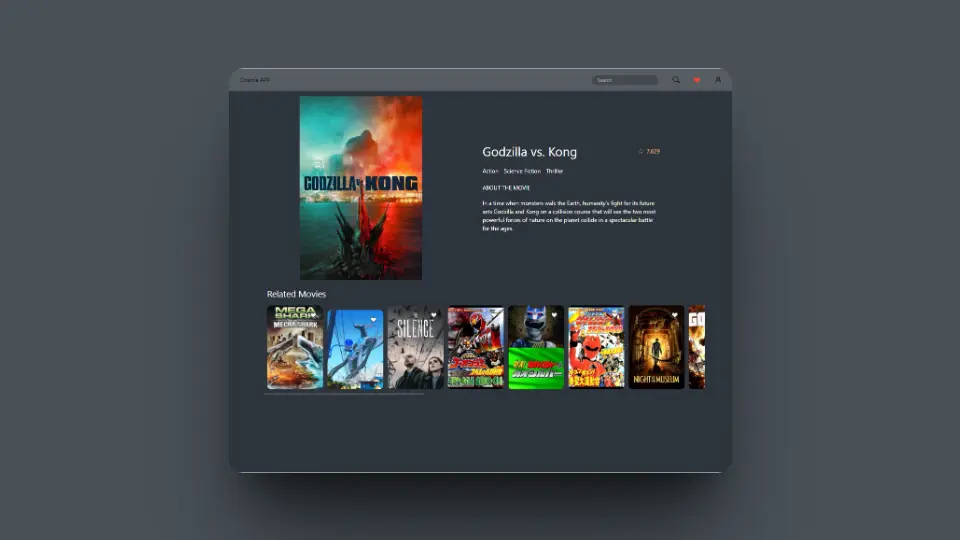 Cinema APP
Search
GODZILLA vs. KONG
Godzilla vs. Kong
7.629
Action Science Fiction Thriller
ABOUT THE MOVIE
In a time when monsters walk the Earth, humanity's fight for its future
sets Godzilla and Kong on a collision course that will see the two most
powerful forces of nature on the planet collide in a spectacular battle
for the ages.
Related Movies
MEGA
SHARK
MECHA SHARK
THE
SILENCE
NIGHT AT THE MUSEUM
GO